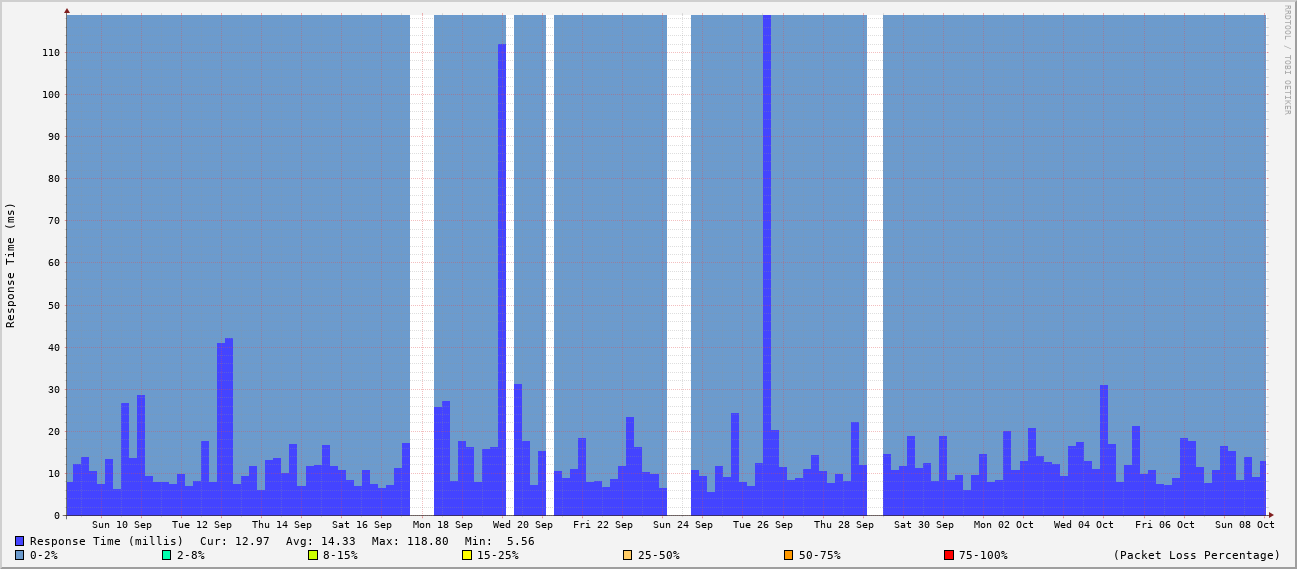 RRDTOOL / TOBI OETIKER
Response Time (ms)
110
100
90
80
70
60
50
40
30
20
10
0
Sun 10 Sep Tue 12 Sep Thu 14 Sep Sat 16 Sep Mon 18 Sep Wed 20 Sep Fri 22 Sep Sun 24 Sep Tue 26 Sep Thu 28 Sep Sat 30 Sep Mon 02 Oct Wed 04 Oct Fri 06 Oct Sun 08 Oct
Response Time (millis) Cur: 12.97 Avg: 14.33 Max: 118.80 Min: 5.56
0-2% 2-8% 8-15% 15-25% 25-50% 50-75% 75-100% (Packet Loss Percentage)